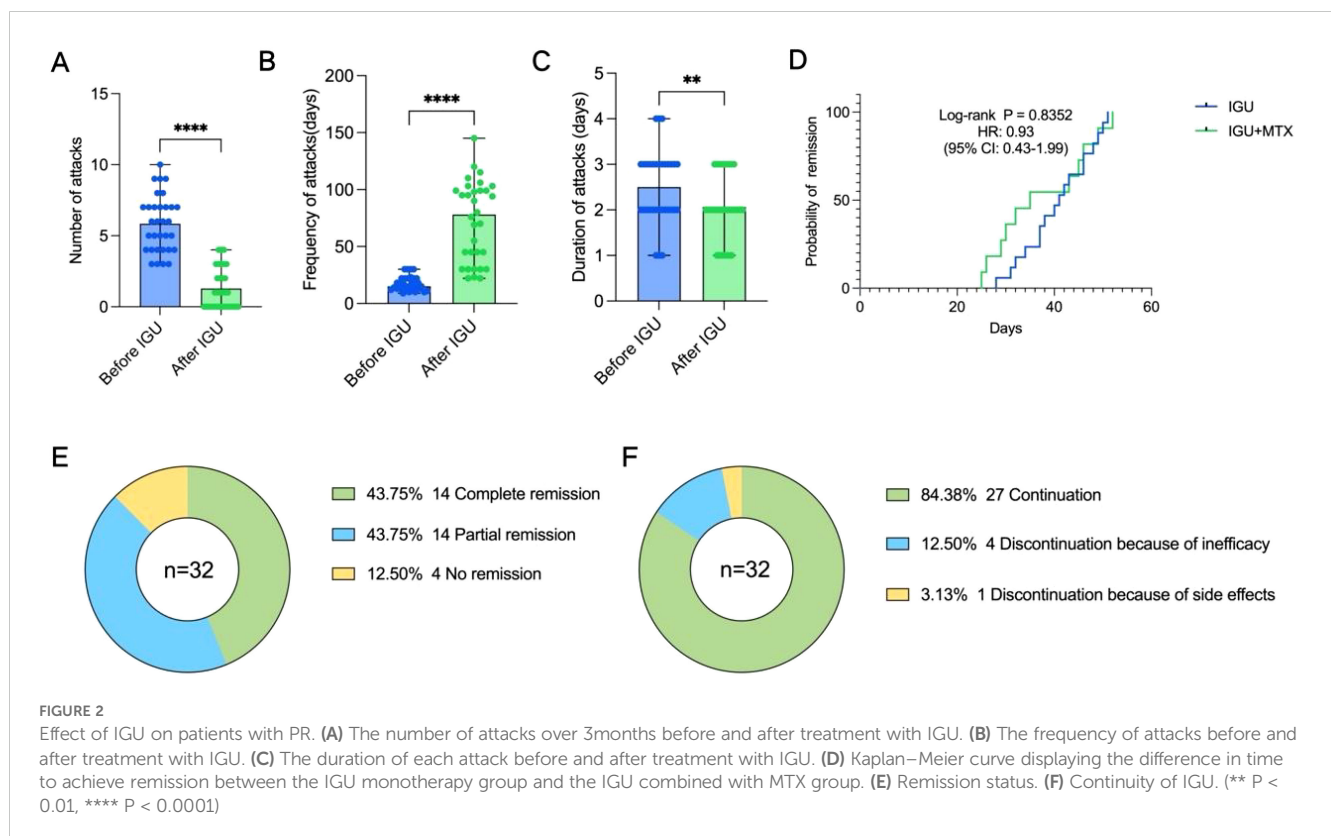 A
15
10
5
0
Number of attacks
****
Before IGU
After IGU
B
200
150
100
50
0
Frequency of attacks(days)
****
Before IGU
After IGU
C
5
4
3
2
1
0
Duration of attacks (days)
**
Before IGU
After IGU
D
100
50
0
Probability of remission
Log-rank P = 0.8352
HR: 0.93
(95% CI: 0.43-1.99)
0
20
40
60
Days
IGU
IGU+MTX
E
n=32
43.75% 14 Complete remission
43.75% 14 Partial remission
12.50% 4 No remission
F
n=32
84.38% 27 Continuation
12.50% 4 Discontinuation because of inefficacy
3.13% 1 Discontinuation because of side effects
FIGURE 2
Effect of IGU on patients with PR. (A) The number of attacks over 3months before and after treatment with IGU. (B) The frequency of attacks before and
after treatment with IGU. (C) The duration of each attack before and after treatment with IGU. (D) Kaplan–Meier curve displaying the difference in time
to achieve remission between the IGU monotherapy group and the IGU combined with MTX group. (E) Remission status. (F) Continuity of IGU. (** P <
0.01, **** P < 0.0001)